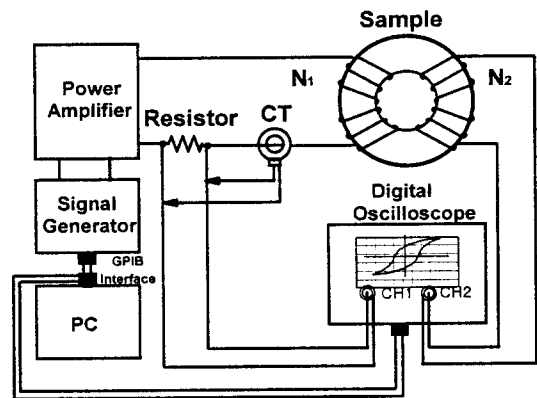 Sample
Power
Amplifier
N1
N2
Resistor
CT
Signal
Generator
Digital
Oscilloscope
GPIB
Interface
CH1
CH2
PC